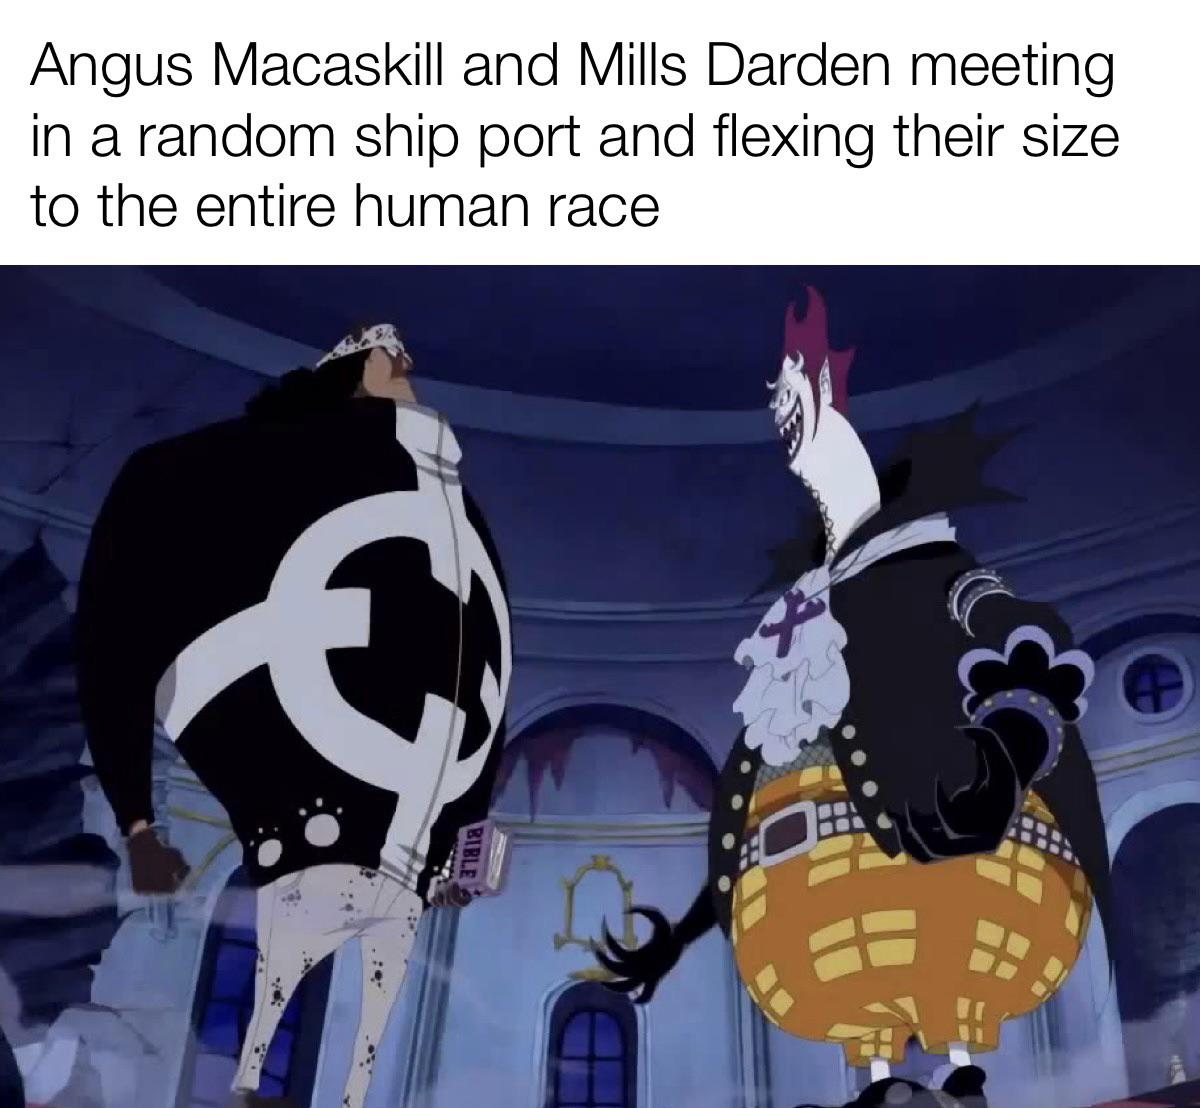 Angus Macaskill and Mills Darden meeting
in a random ship port and flexing their size
to the entire human race
BIBLE